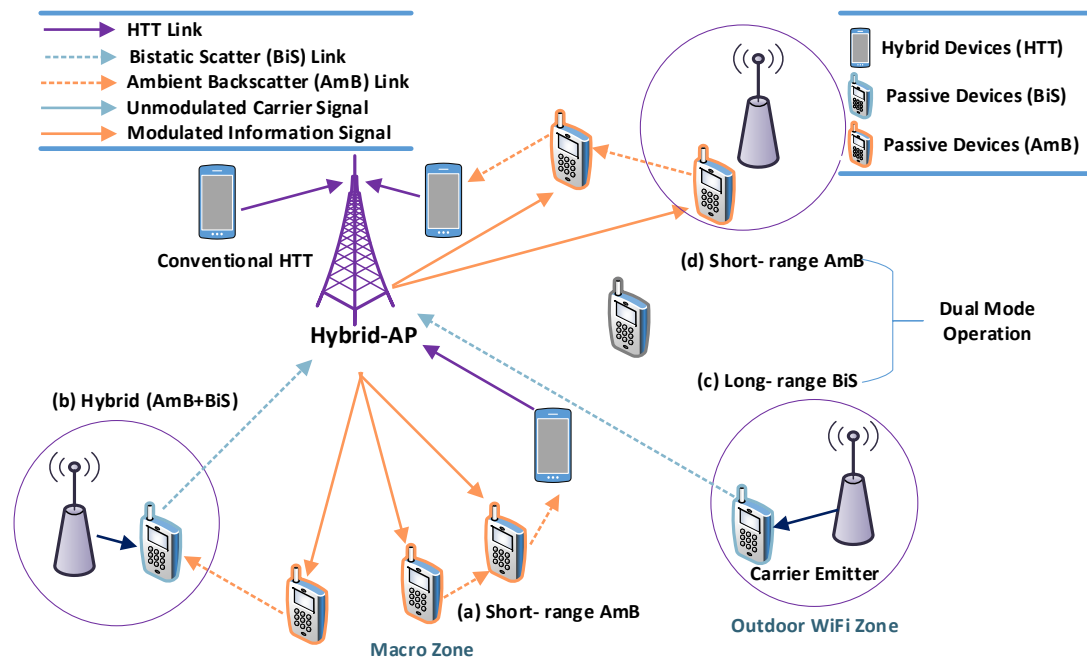 HTT Link
Bistatic Scatter (BiS) Link
Ambient Backscatter (AmB) Link
Unmodulated Carrier Signal
Modulated Information Signal
Hybrid Devices (HTT)
Passive Devices (BiS)
Passive Devices (AmB)
Conventional HTT
(d) Short- range AmB
Dual Mode
Operation
Hybrid-AP
(c) Long- range BiS
(b) Hybrid (AmB+BiS)
Carrier Emitter
(a) Short- range AmB
Outdoor WiFi Zone
Macro Zone